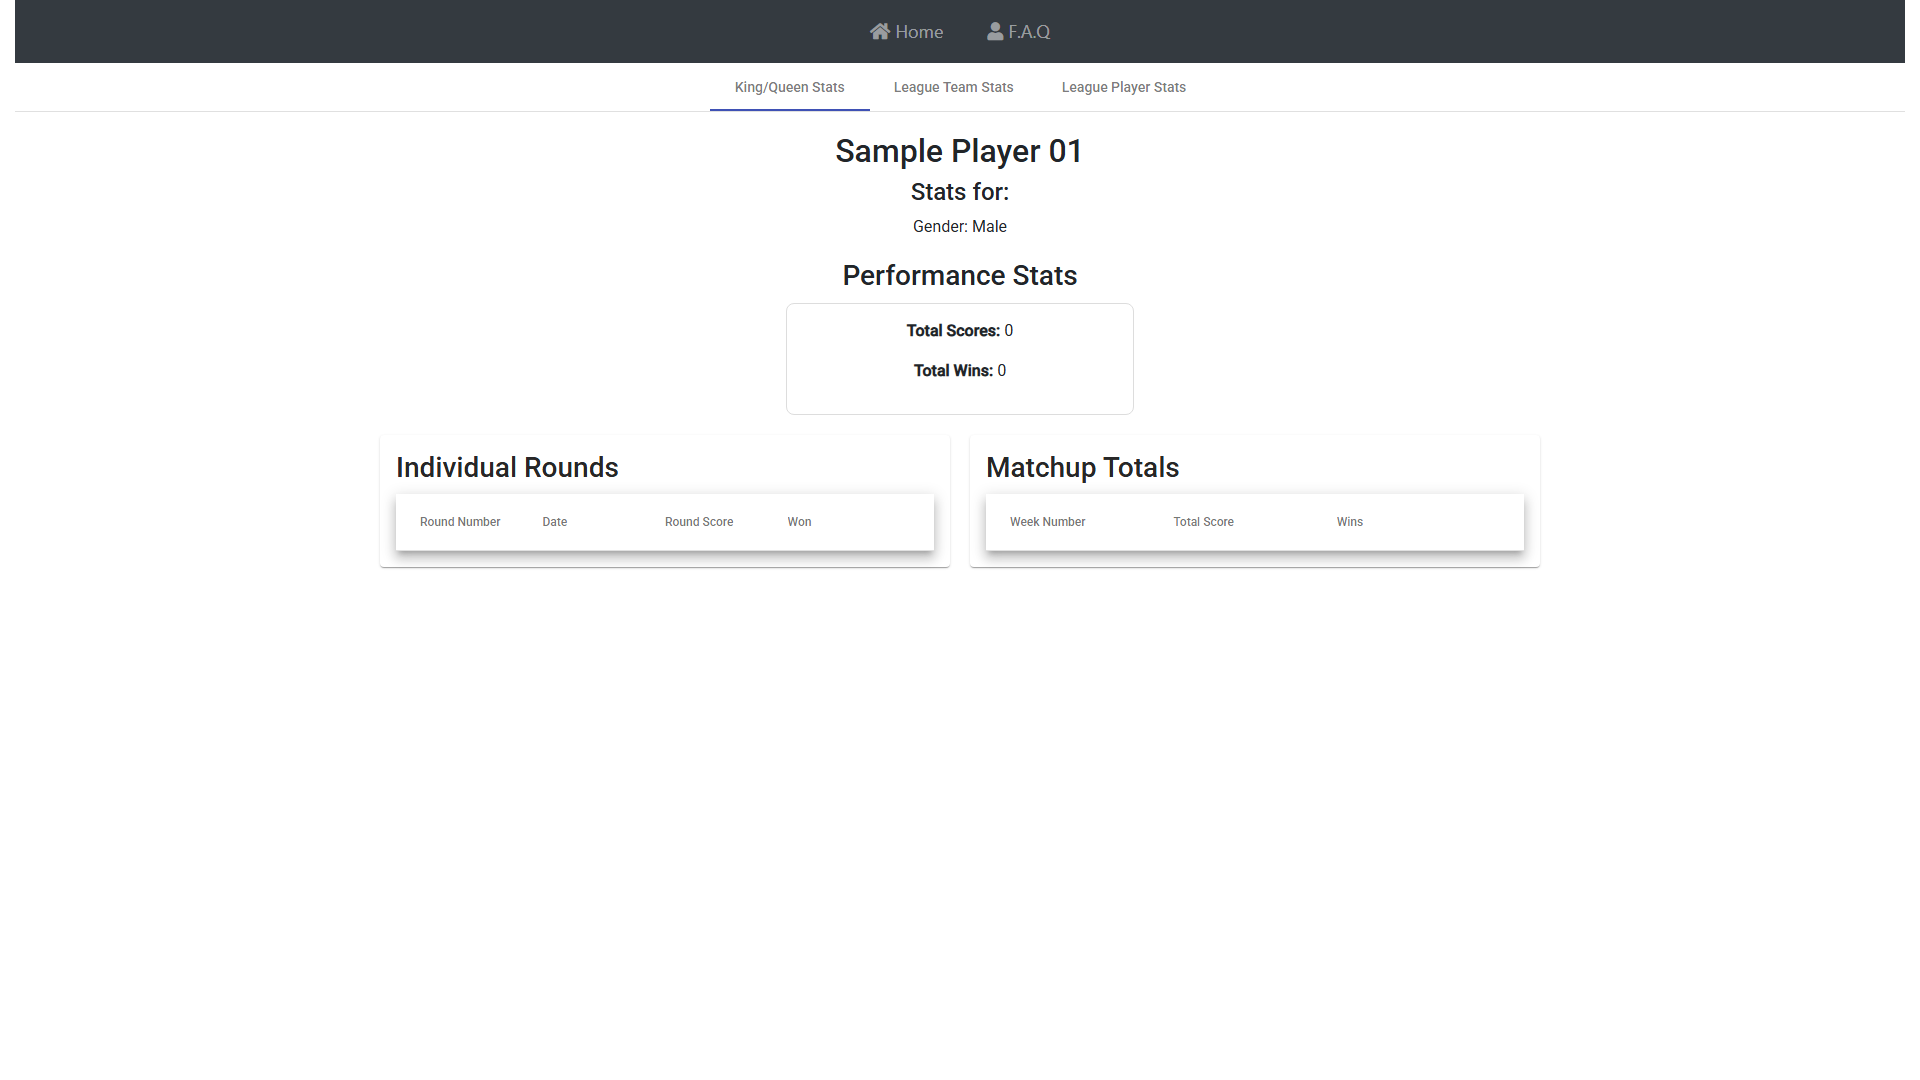 Home F.A.Q
King/Queen Stats League Team Stats League Player Stats
Sample Player 01
Stats for:
Gender: Male
Performance Stats
Total Scores: 0
Total Wins: 0
Individual Rounds
Round Number Date Round Score Won
Matchup Totals
Week Number Total Score Wins